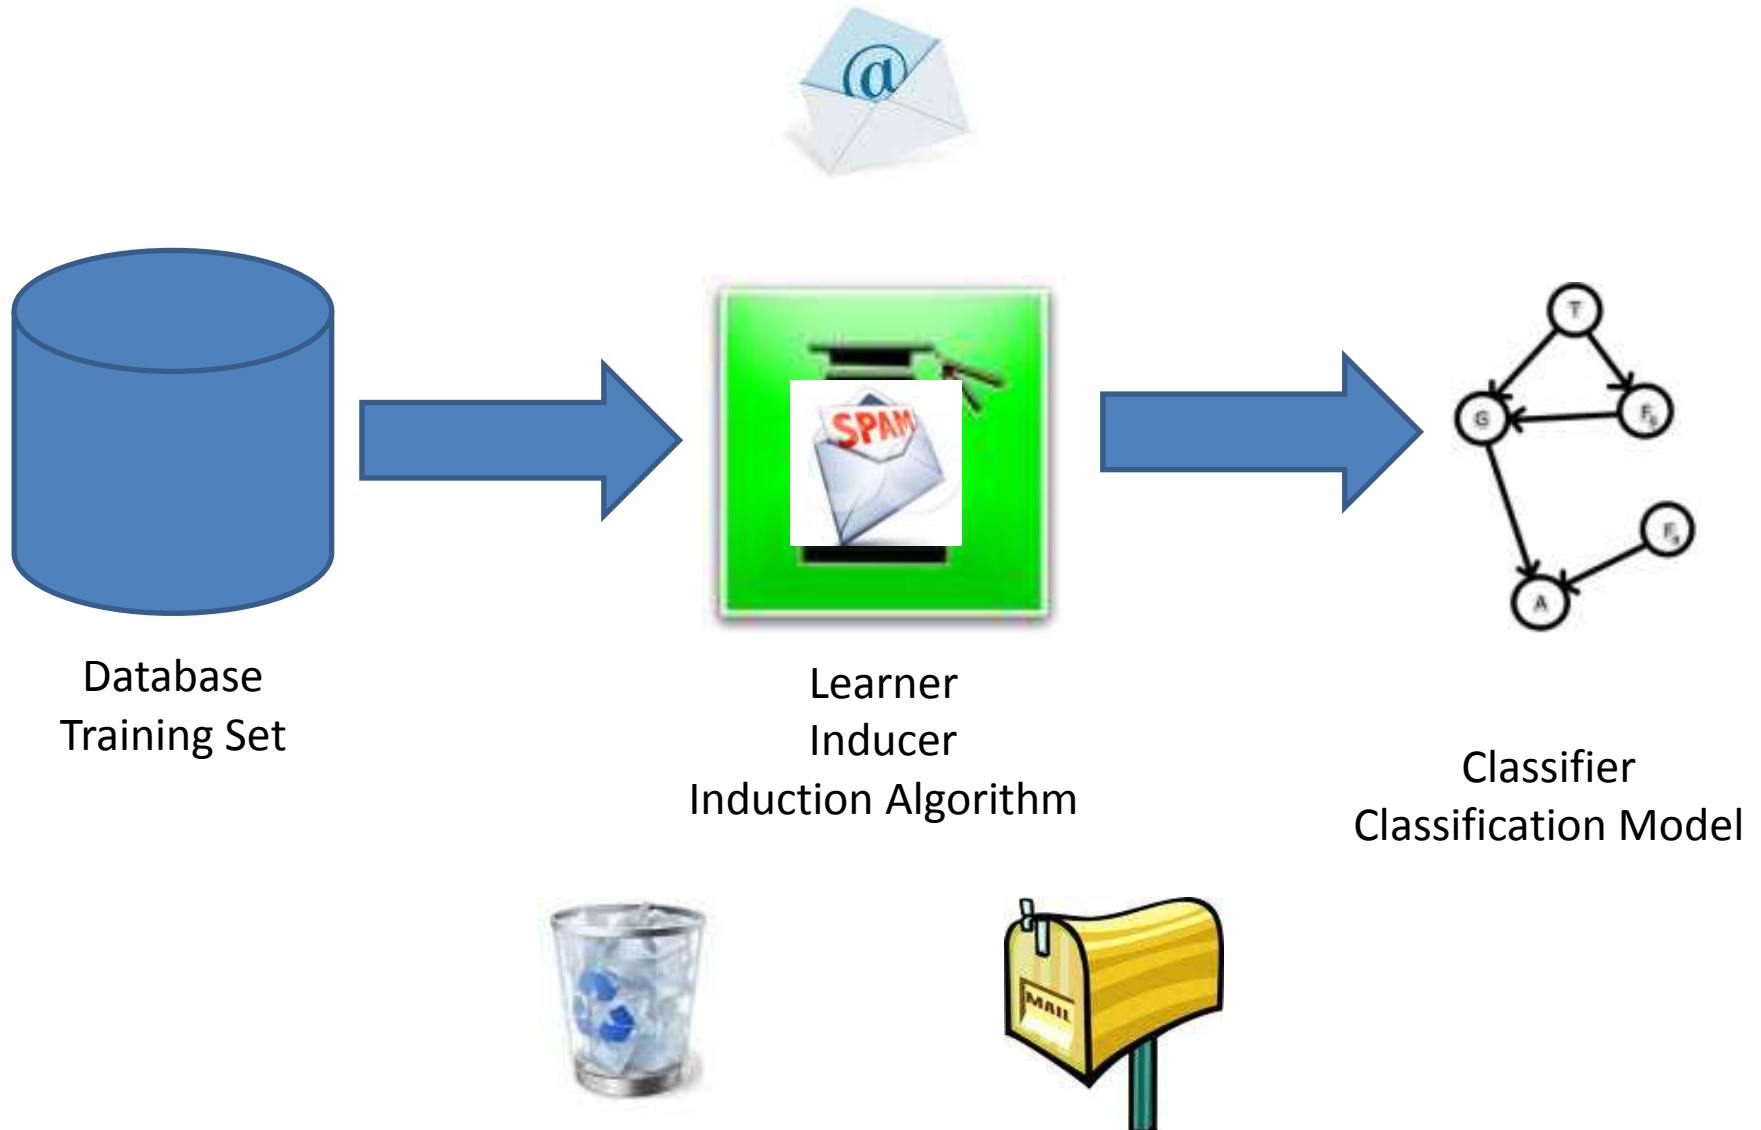 @
T
G
F
SPAM
F
A
Database
Training Set
Learner
Inducer
Induction Algorithm
Classifier
Classification Model
MAIL